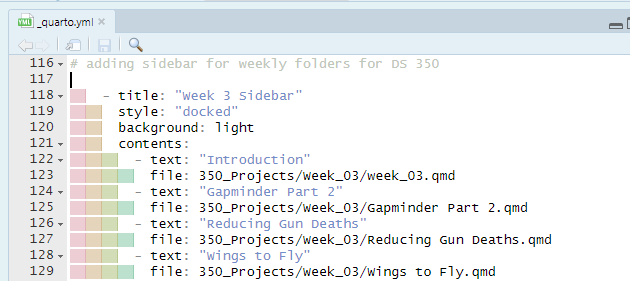 YML _quarto.yml ×
116 # adding sidebar for weekly folders for DS 350
117
118 - title: "Week 3 Sidebar"
119 style: "docked"
120 background: light
121 contents:
122 - text: "Introduction"
123 file: 350_Projects/Week_03/week_03.qmd
124 - text: "Gapminder Part 2"
125 file: 350_Projects/Week_03/Gapminder Part 2.qmd
126 - text: "Reducing Gun Deaths"
127 file: 350_Projects/Week_03/Reducing Gun Deaths.qmd
128 - text: "Wings to Fly"
129 file: 350_Projects/Week_03/Wings to Fly.qmd